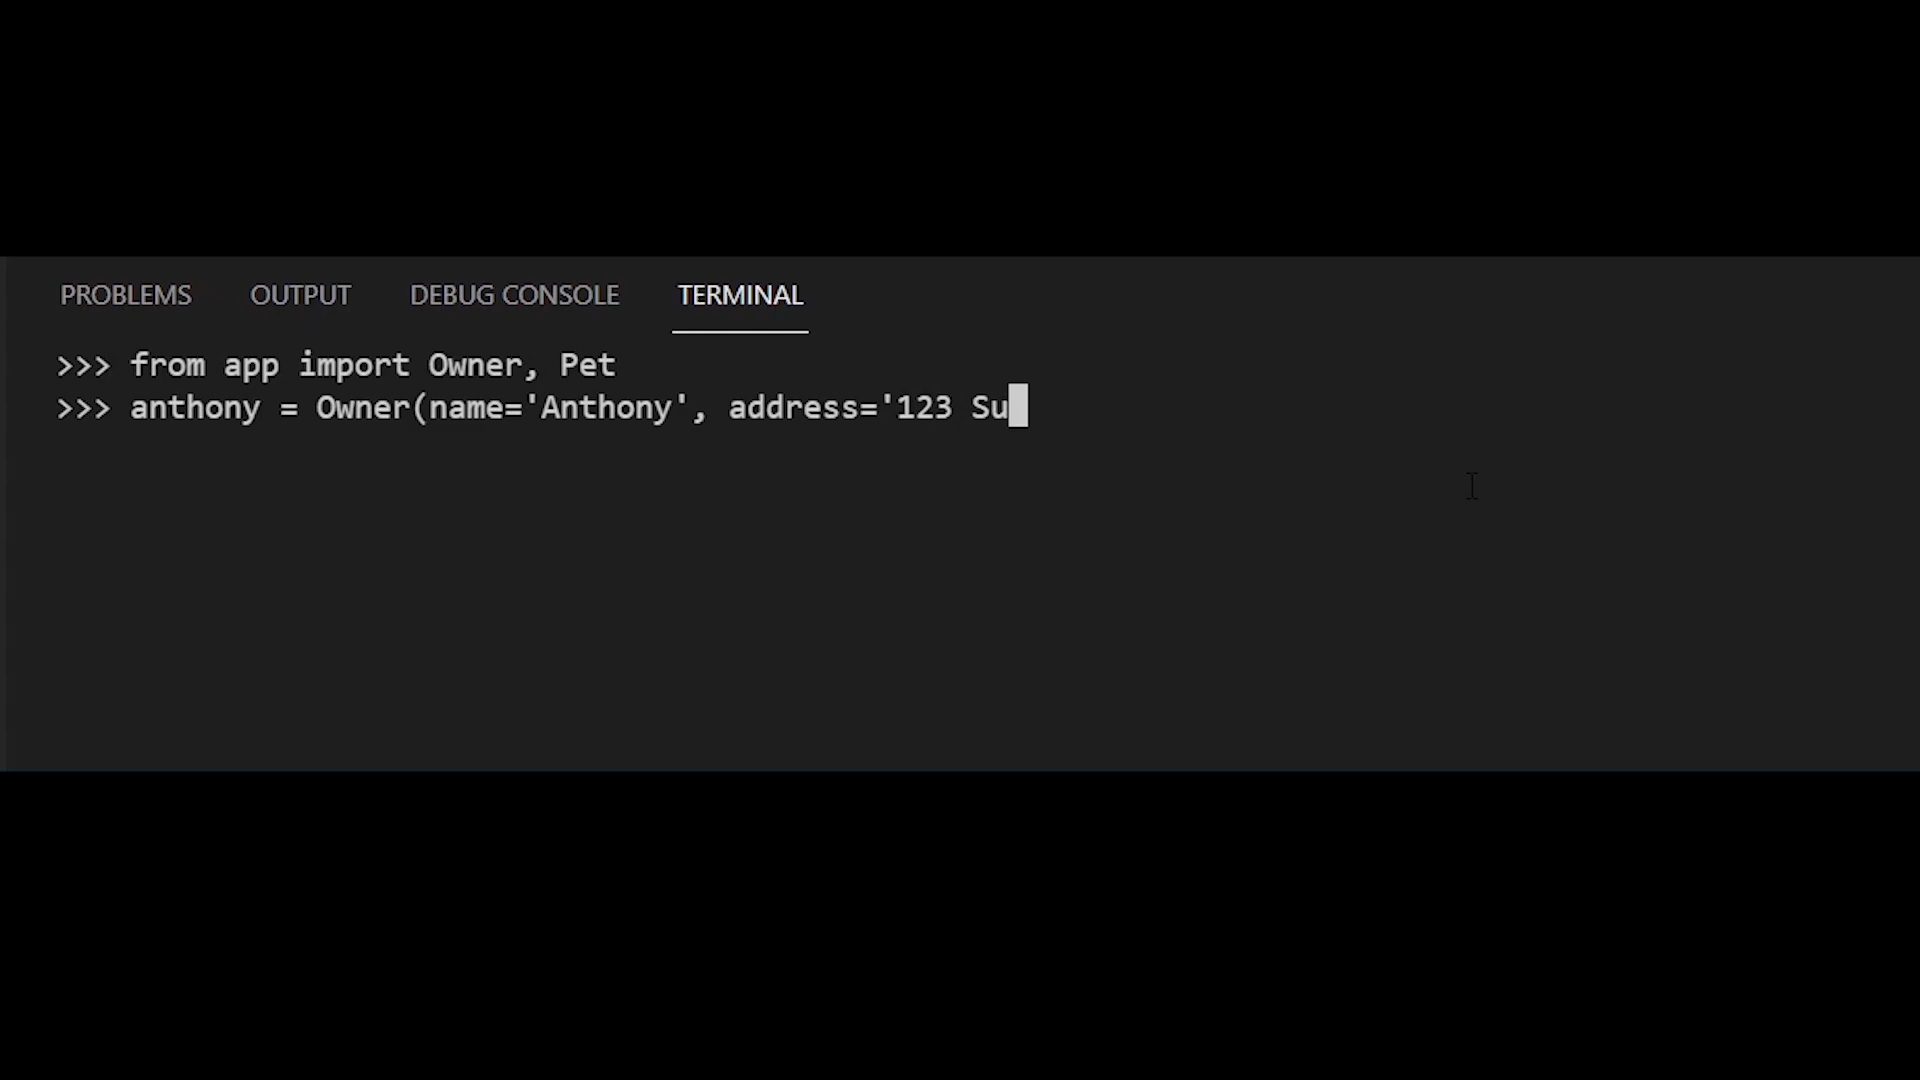 PROBLEMS OUTPUT DEBUG CONSOLE TERMINAL
>>> from app import Owner, Pet
>>> anthony = Owner(name='Anthony', address='123 Su